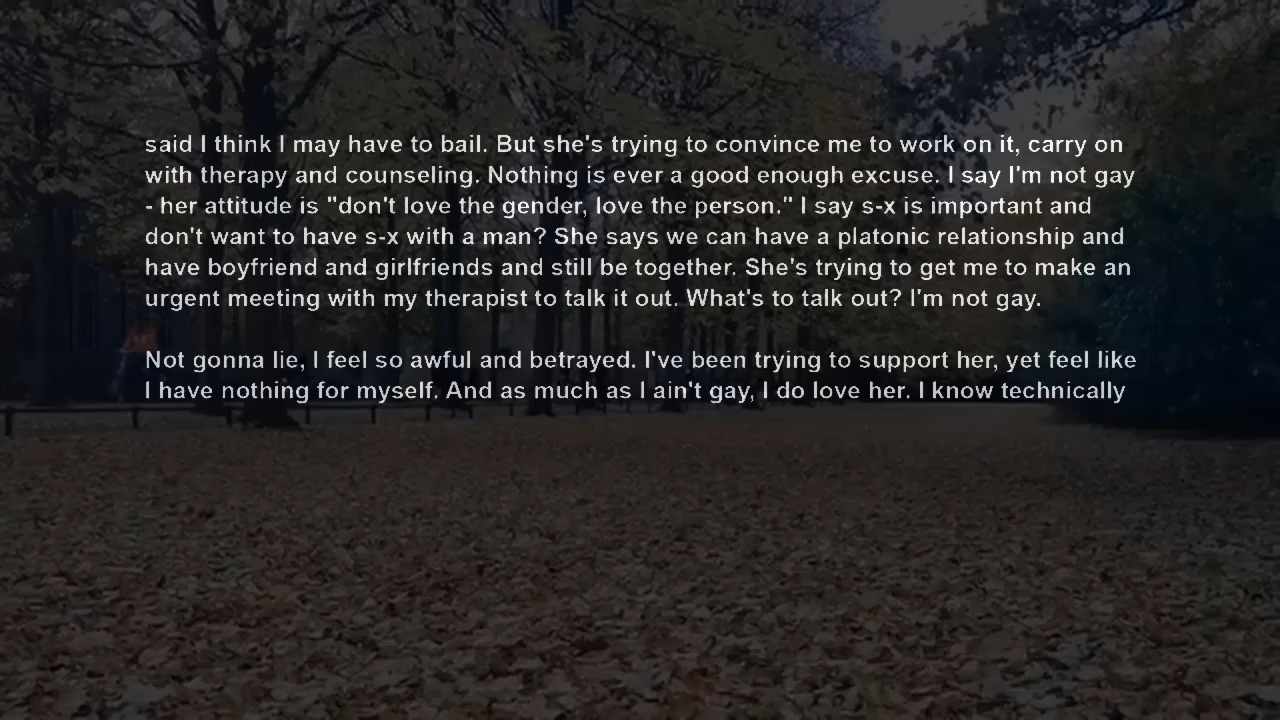 said I think I may have to bail. But she's trying to convince me to work on it, carry on
with therapy and counseling. Nothing is ever a good enough excuse. I say I'm not gay
- her attitude is "don't love the gender, love the person." I say s-x is important and
don't want to have s-x with a man? She says we can have a platonic relationship and
have boyfriend and girlfriends and still be together. She's trying to get me to make an
urgent meeting with my therapist to talk it out. What's to talk out? I'm not gay.
Not gonna lie, I feel so awful and betrayed. I've been trying to support her, yet feel like
I have nothing for myself. And as much as I ain't gay, I do love her. I know technically